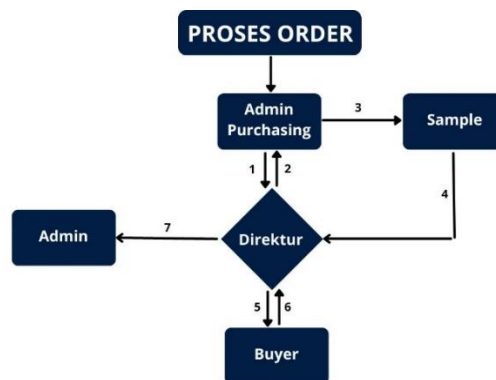 PROSES ORDER
Admin
Purchasing
3
Sample
1
2
4
Admin
7
Direktur
5
6
Buyer